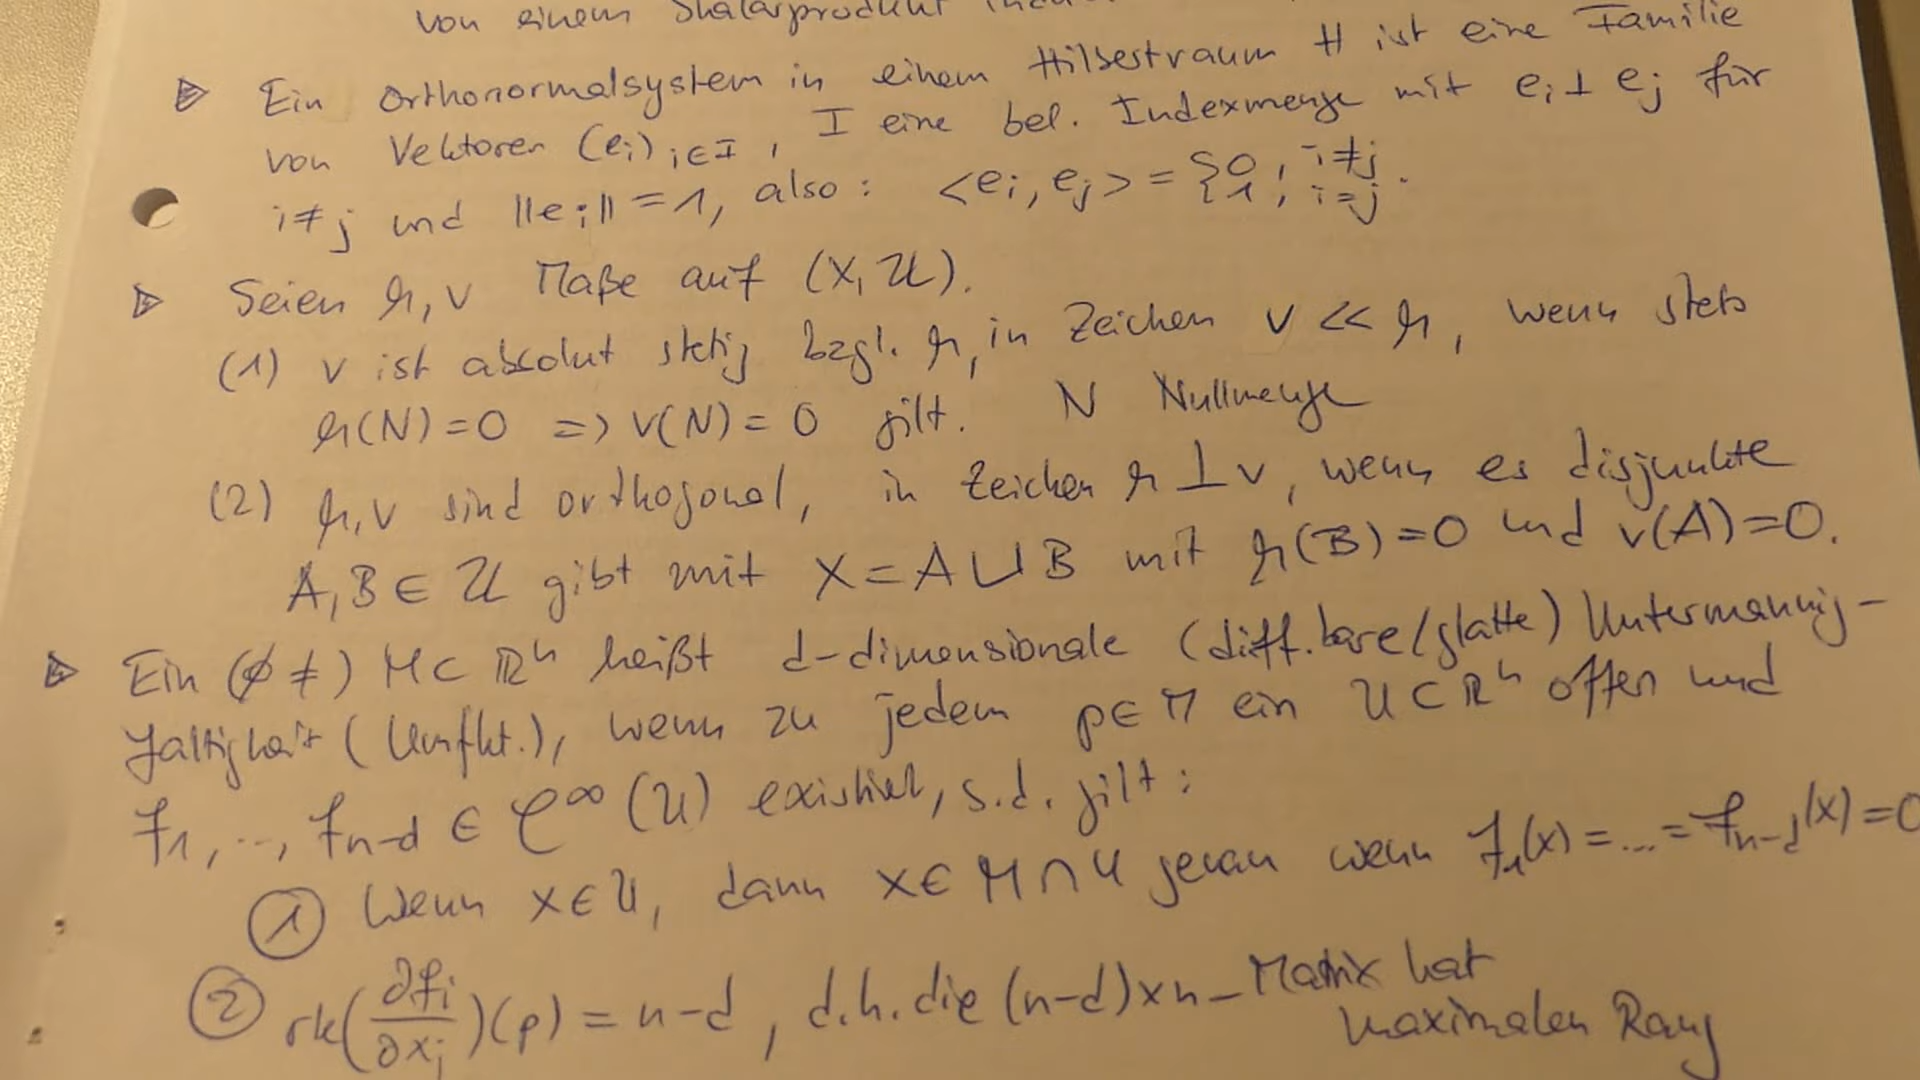 von einem Skalarprodukt
▷ Ein Orthonormalsystem in einem Hilbertraum H ist eine Familie
von Vektoren (eᵢ)ᵢ∈I, I eine bel. Indexmenge mit eᵢ ⊥ eⱼ für
i≠j und ||eᵢ|| = 1, also: <eᵢ, eⱼ> = { 0, i≠j ; 1, i=j.
▷ Seien μ, ν Maße auf (X, 𝒰).
(1) ν ist absolut stetig bzgl. μ, in Zeichen ν << μ, wenn stets
μ(N) = 0 => ν(N) = 0 gilt. N Nullmenge
(2) μ, ν sind orthogonal, in Zeichen μ ⊥ ν, wenn es disjunkte
A, B ∈ 𝒰 gibt mit X = A ⊔ B mit μ(B) = 0 und ν(A) = 0.
▷ Ein (∅ ≠) M ⊂ ℝⁿ heißt d-dimensionale (diff.bare/glatte) Untermannig-
faltigkeit (Umfkt.), wenn zu jedem p ∈ M ein U ⊂ ℝⁿ offen und
f₁, ..., fₙ₋d ∈ 𝒞^∞(U) existiert, s.d. gilt:
① Wenn x ∈ U, dann x ∈ M ∩ U genau wenn f₁(x) = ... = fₙ₋d(x) = 0
② rk(∂fᵢ/∂xⱼ)(p) = n-d, d.h. die (n-d)xn-Matrix hat
maximalen Rang